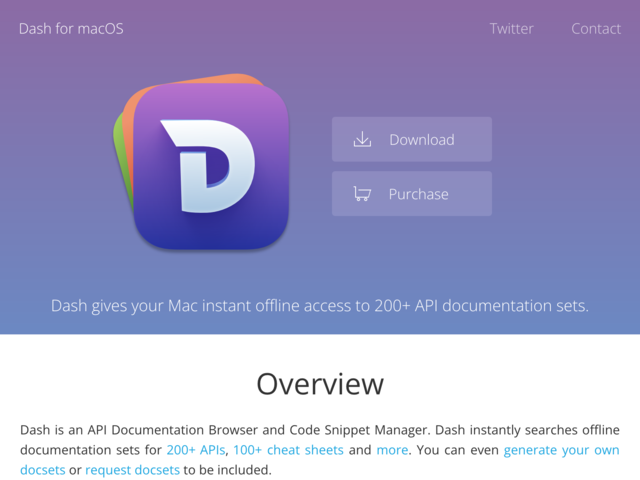 Dash for macOS
Twitter
Contact
D
Download
Purchase
Dash gives your Mac instant offline access to 200+ API documentation sets.
Overview
Dash is an API Documentation Browser and Code Snippet Manager. Dash instantly searches offline
documentation sets for 200+ APIs, 100+ cheat sheets and more. You can even generate your own
docsets or request docsets to be included.